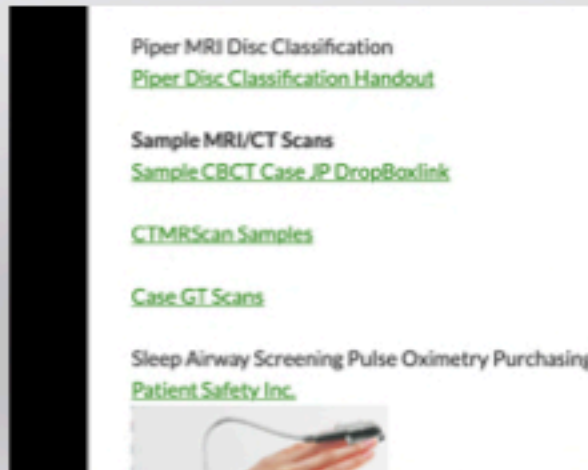 Piper MRI Disc Classification
Piper Disc Classification Handout
Sample MRI/CT Scans
Sample CBCT Case JP DropBoxlink
CTMRScan Samples
Case GT Scans
Sleep Airway Screening Pulse Oximetry Purchasing
Patient Safety Inc.